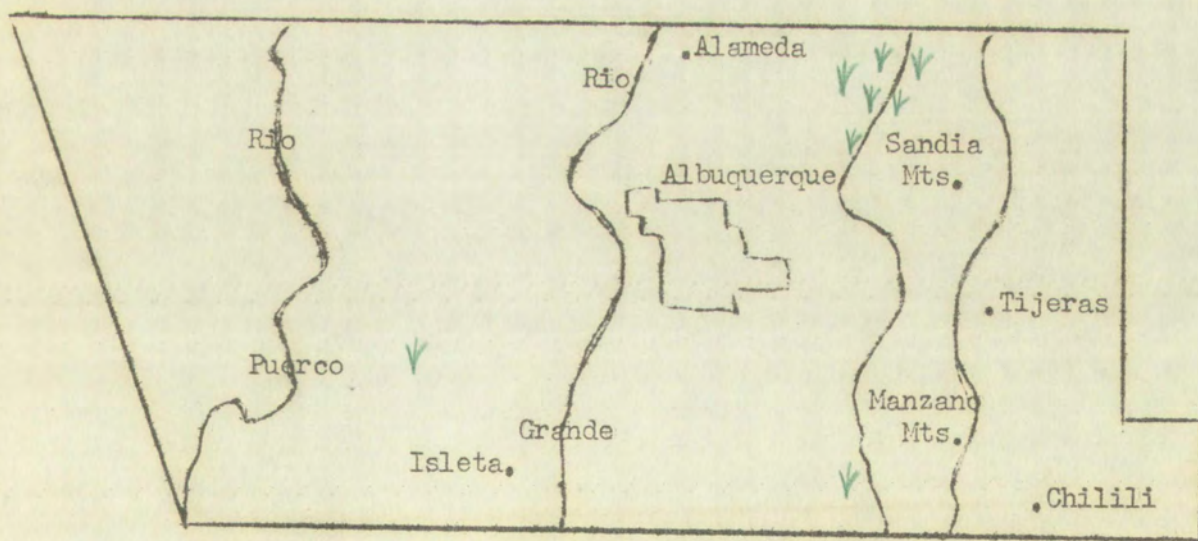 Alameda
Rio
Rio
Sandia
Mts.
Albuquerque
Tijeras
Puerco
Manzano
Mts.
Grande
Isleta.
Chilili